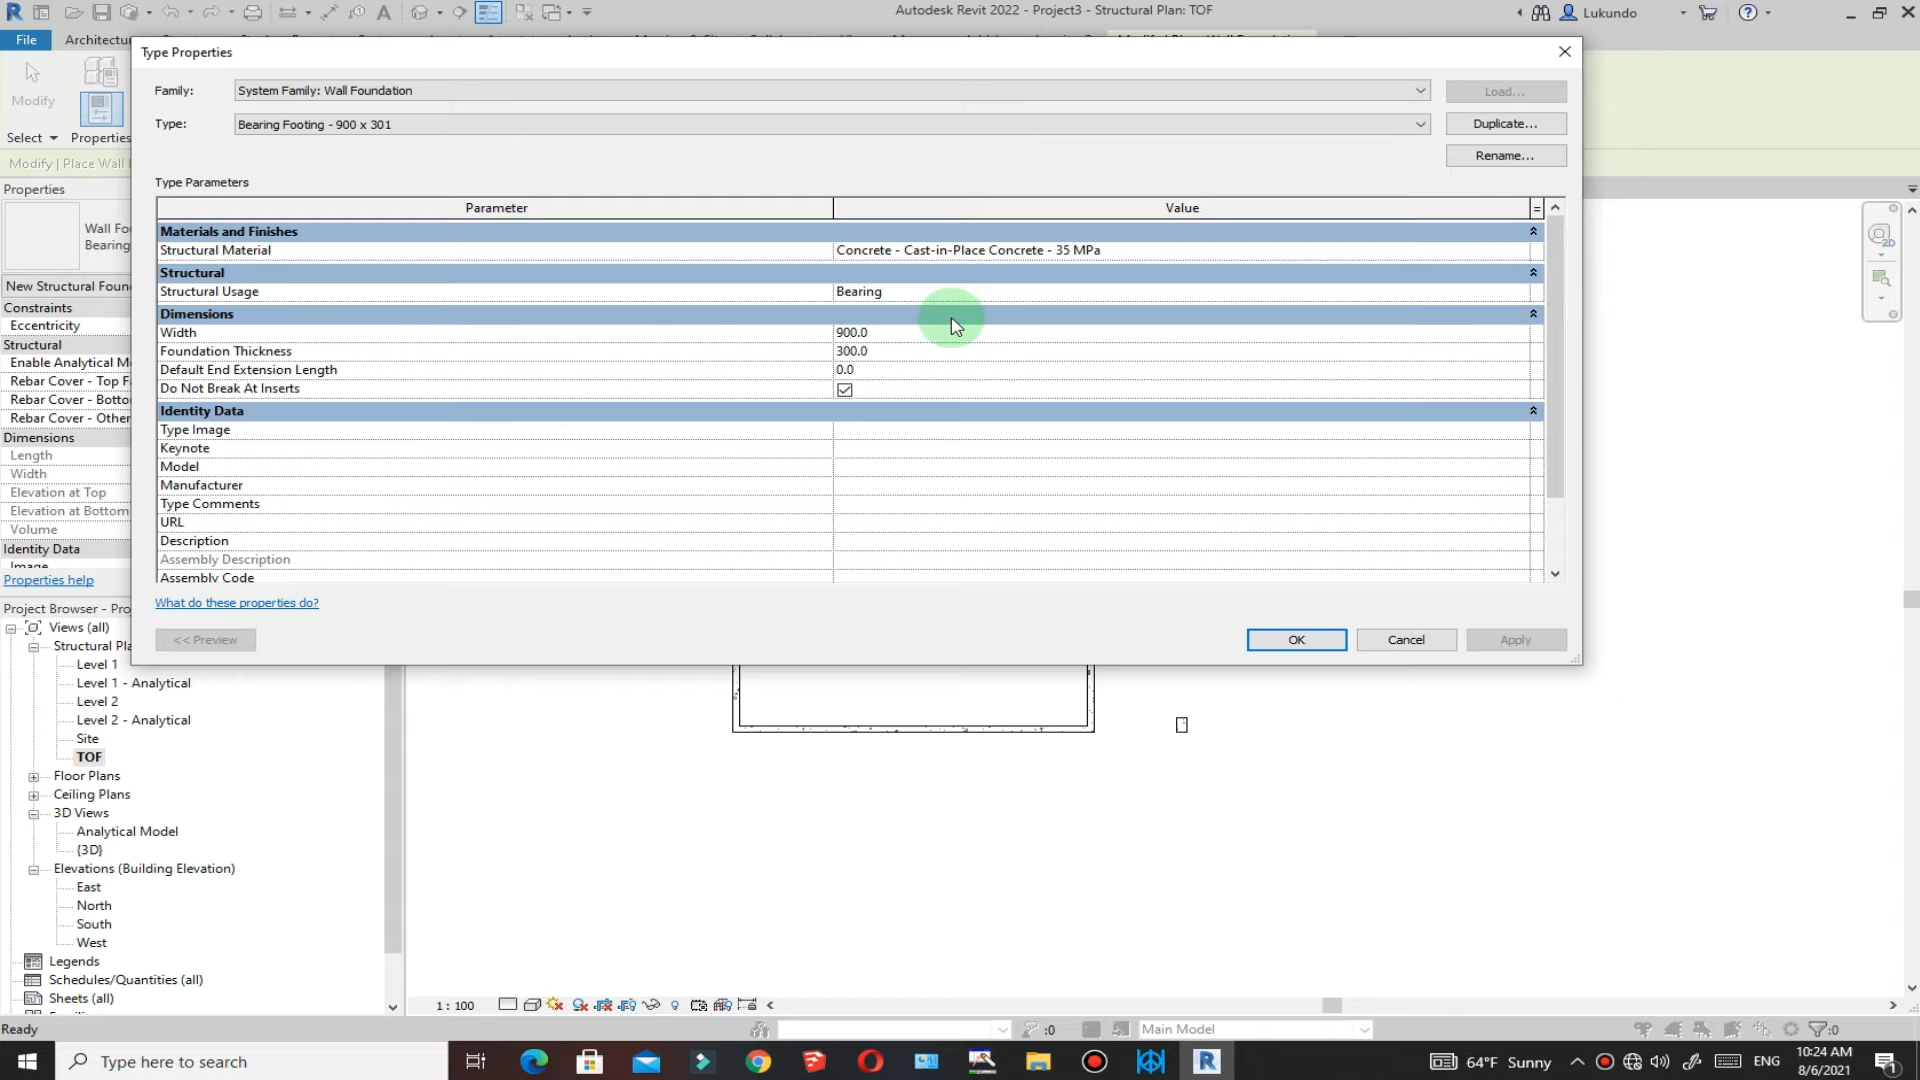 Autodesk Revit 2022 - Project3 - Structural Plan: TOF
Lukundo
File
Type Properties
Family:
System Family: Wall Foundation
Load...
Type:
Bearing Footing - 900 x 301
Duplicate...
Rename...
Modify
Select
Properties
Modify | Place Wall
Type Parameters
Parameter
Value
=
Materials and Finishes
Structural Material
Concrete - Cast-in-Place Concrete - 35 MPa
Structural
Structural Usage
Bearing
Dimensions
Width
900.0
Foundation Thickness
300.0
Default End Extension Length
0.0
Do Not Break At Inserts
Identity Data
Type Image
Keynote
Model
Manufacturer
Type Comments
URL
Description
Assembly Description
Assembly Code
What do these properties do?
<< Preview
OK
Cancel
Apply
Properties
Wall Fo
Bearing
New Structural Foun
Constraints
Eccentricity
Structural
Enable Analytical M
Rebar Cover - Top F
Rebar Cover - Botto
Rebar Cover - Other
Dimensions
Length
Width
Elevation at Top
Elevation at Bottom
Volume
Identity Data
Image
Properties help
Project Browser - Pro
Views (all)
Structural Pla
Level 1
Level 1 - Analytical
Level 2
Level 2 - Analytical
Site
TOF
Floor Plans
Ceiling Plans
3D Views
Analytical Model
{3D}
Elevations (Building Elevation)
East
North
South
West
Legends
Schedules/Quantities (all)
Sheets (all)
2D
1 : 100
Ready
:0
Main Model
:0
Type here to search
64°F Sunny
ENG
10:24 AM
8/6/2021
1